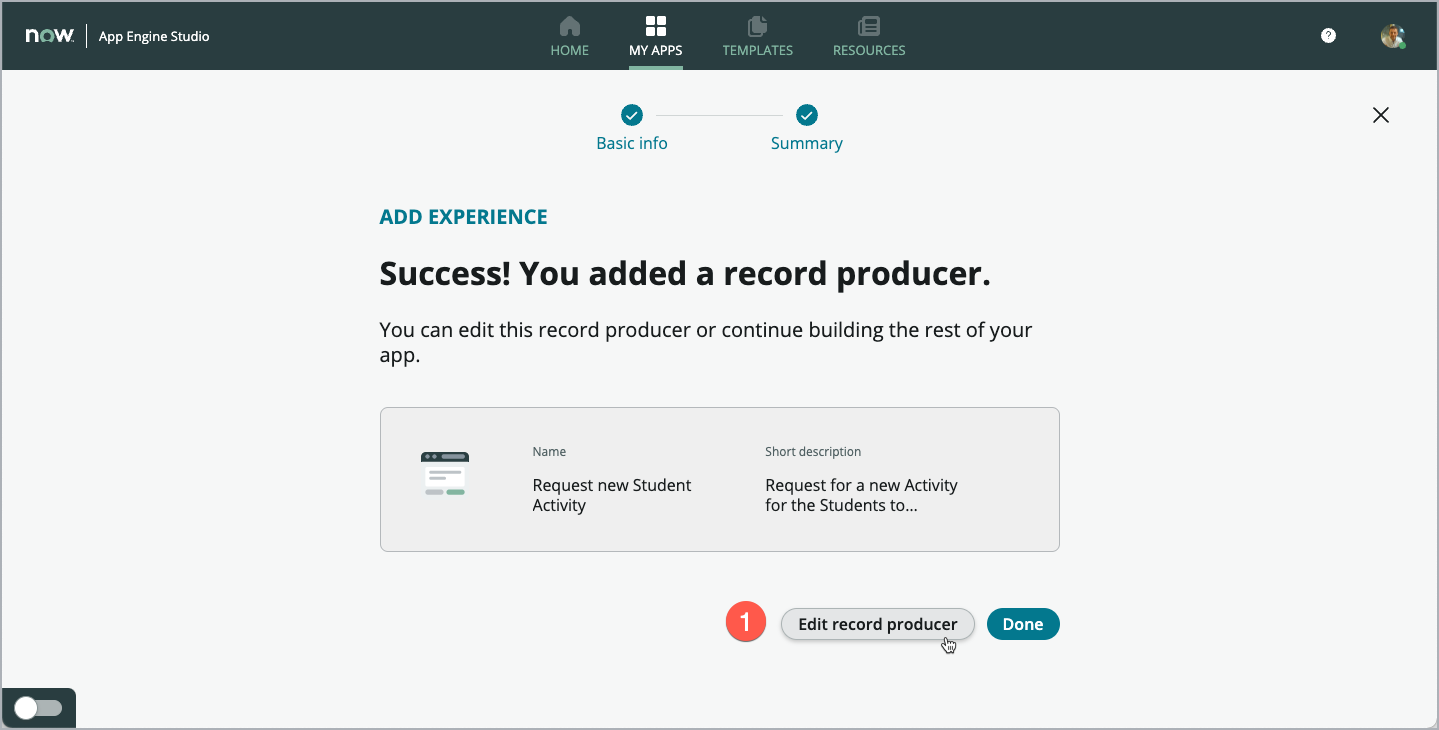 now.
App Engine Studio
HOME
MY APPS
TEMPLATES
RESOURCES
?
Basic info
Summary
ADD EXPERIENCE
Success! You added a record producer.
You can edit this record producer or continue building the rest of your
app.
Name
Short description
Request new Student
Activity
Request for a new Activity
for the Students to...
1
Edit record producer
Done